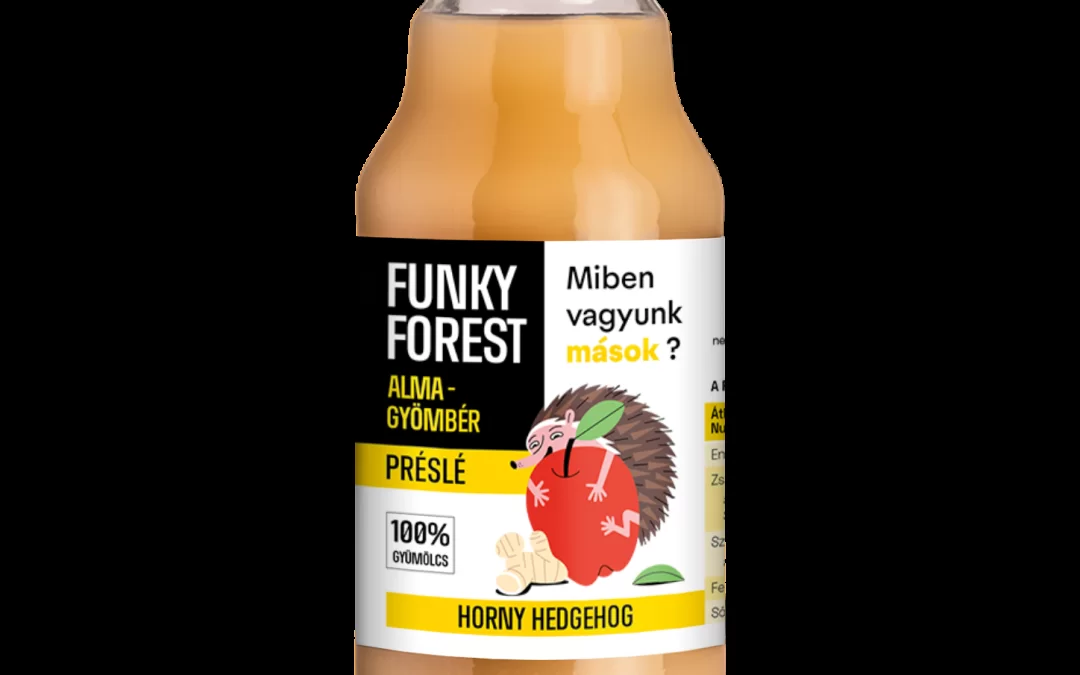 FUNKY
FOREST
ALMA-
GYÖMBÉR
PRÉSLÉ
100%
GYÜMÖLCS
Miben
vagyunk
mások ?
HORNY HEDGEHOG